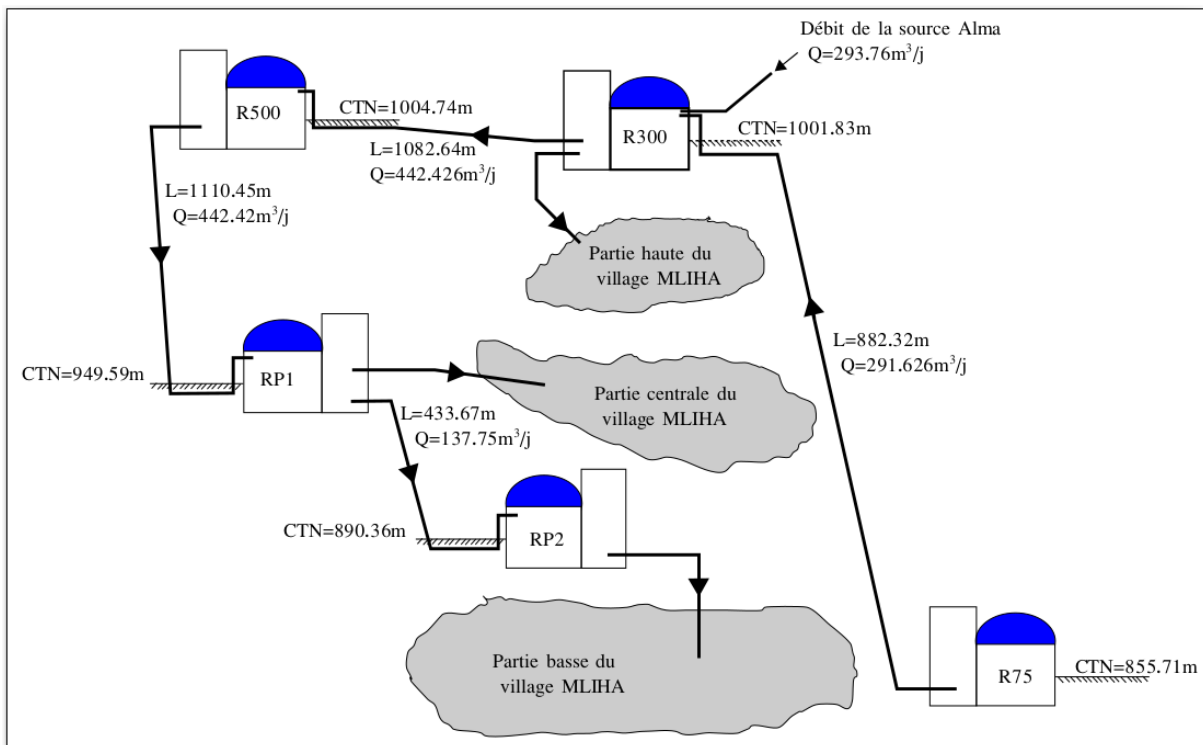 Débit de la source Alma
Q=293.76m³/j
R500
CTN=1004.74m
R300
CTN=1001.83m
L=1082.64m
Q=442.426m³/j
L=1110.45m
Q=442.42m³/j
Partie haute du
village MLIHA
L=882.32m
Q=291.626m³/j
CTN=949.59m
RP1
Partie centrale du
village MLIHA
L=433.67m
Q=137.75m³/j
CTN=890.36m
RP2
Partie basse du
village MLIHA
R75
CTN=855.71m